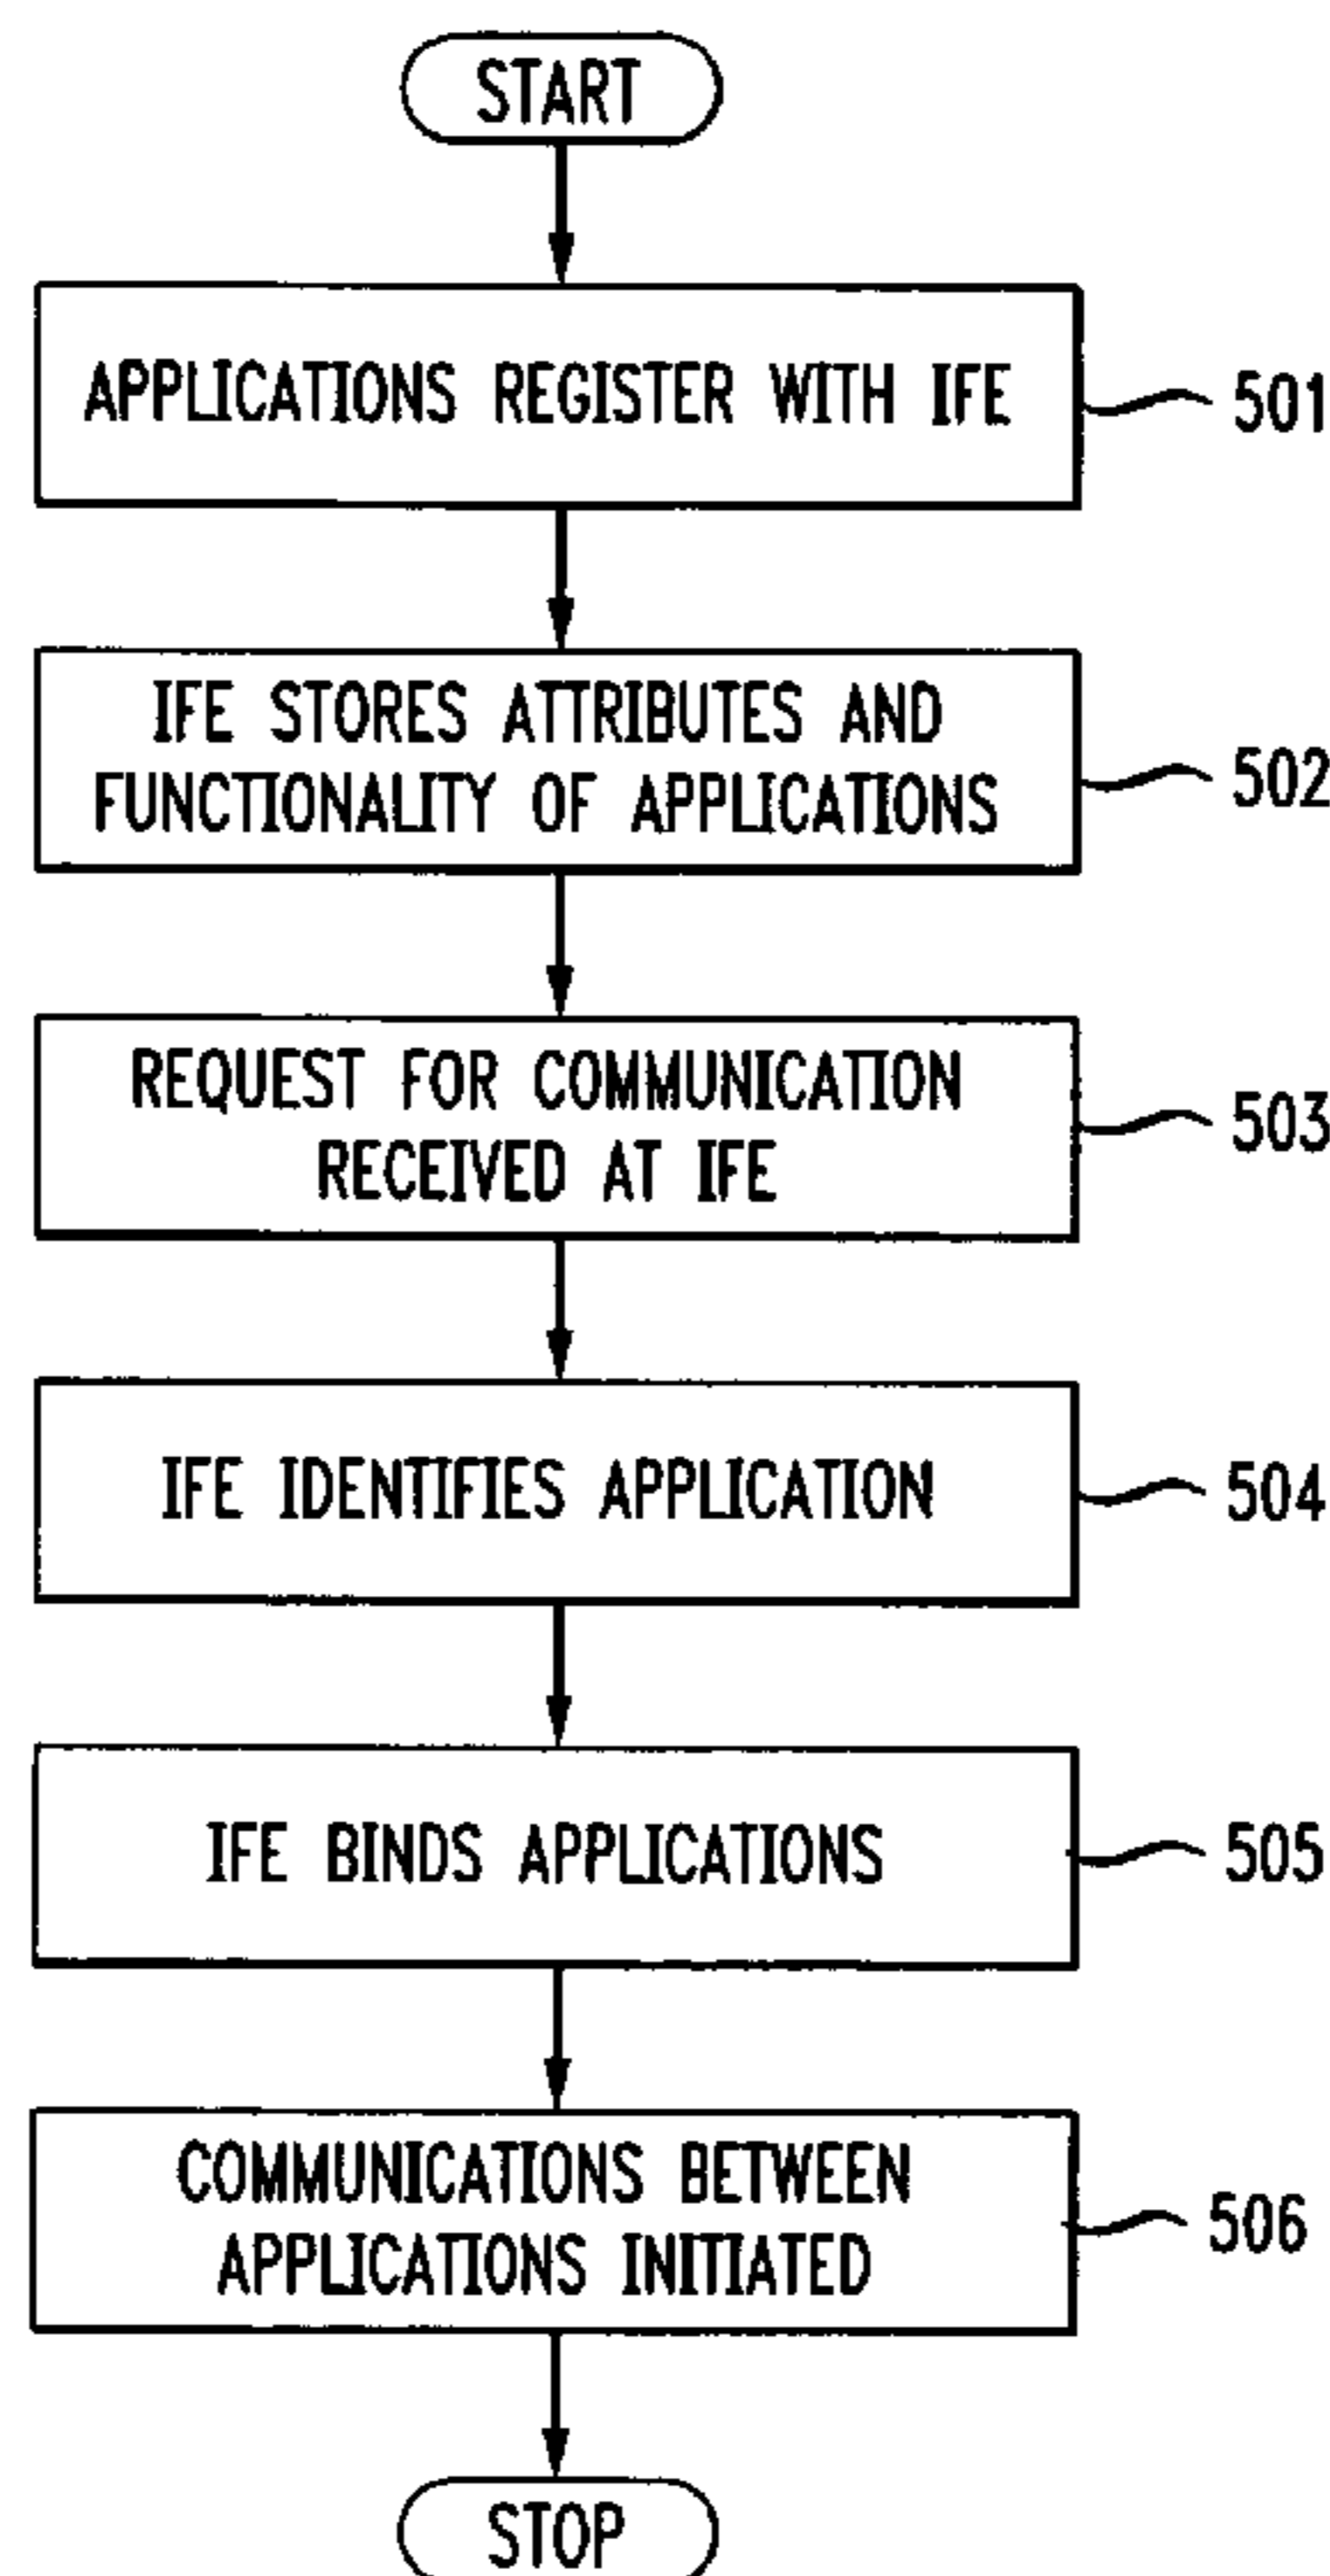 START
APPLICATIONS REGISTER WITH IFE
501
IFE STORES ATTRIBUTES AND
FUNCTIONALITY OF APPLICATIONS
502
REQUEST FOR COMMUNICATION
RECEIVED AT IFE
503
IFE IDENTIFIES APPLICATION
504
IFE BINDS APPLICATIONS
505
COMMUNICATIONS BETWEEN
APPLICATIONS INITIATED
506
STOP